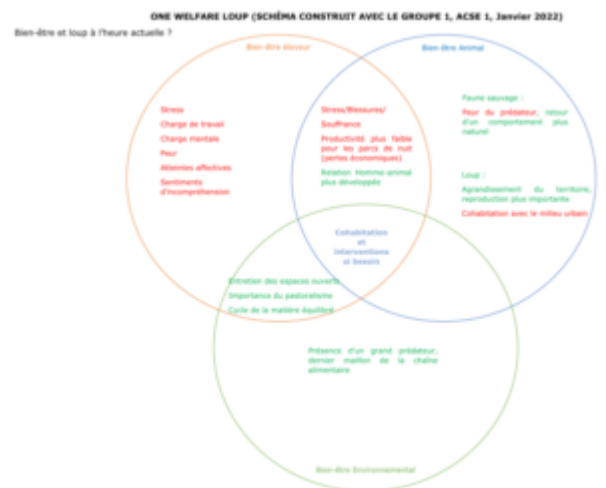 ONE WELFARE LOUP (SCHÉMA CONSTRUIT AVEC LE GROUPE 1, ACSE 1, Janvier 2022)
Bien-être et loup à l'heure actuelle ?
Bien-être éleveur
Bien-être Animal
Stress
Charge de travail
Charge mentale
Peur
Atteintes affectives
Sentiments
d'incompréhension
Stress/Blessures/
Souffrance
Productivité plus faible
pour les parcs de nuit
(pertes économiques)
Relation Homme-animal
plus développée
Faune sauvage :
Peur du prédateur, retour
d'un comportement plus
naturel
Loup :
Agrandissement du territoire,
reproduction plus importante
Cohabitation avec le milieu urbain
Cohabitation
et
interventions
si besoin
Entretien des espaces ouverts
Importance du pastoralisme
Cycle de la matière équilibré
Présence d'un grand prédateur,
dernier maillon de la chaîne
alimentaire
Bien-être Environnemental